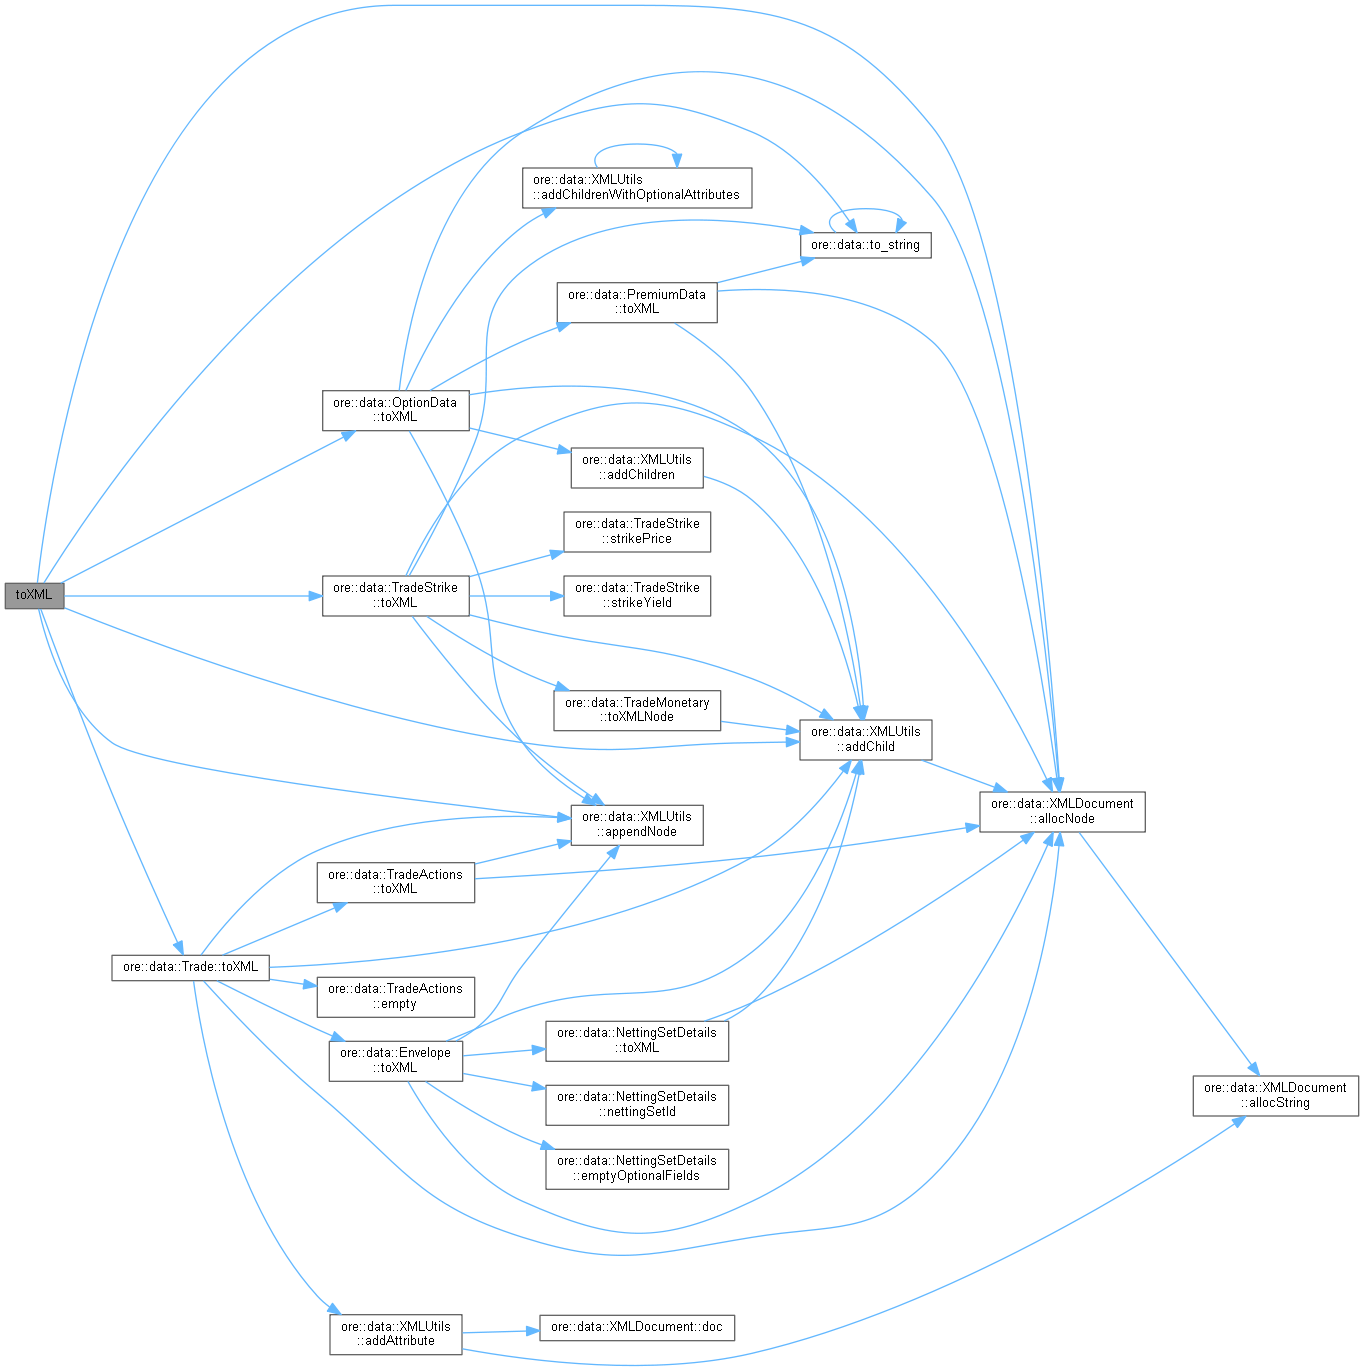 ore::data::XMLUtils
::addChildrenWithOptionalAttributes
ore::data::to_string
ore::data::PremiumData
::toXML
ore::data::OptionData
::toXML
ore::data::XMLUtils
::addChildren
ore::data::TradeStrike
::strikePrice
toXML
ore::data::TradeStrike
::toXML
ore::data::TradeStrike
::strikeYield
ore::data::TradeMonetary
::toXMLNode
ore::data::XMLUtils
::addChild
ore::data::XMLDocument
::allocNode
ore::data::XMLUtils
::appendNode
ore::data::TradeActions
::toXML
ore::data::Trade::toXML
ore::data::TradeActions
::empty
ore::data::NettingSetDetails
::toXML
ore::data::Envelope
::toXML
ore::data::NettingSetDetails
::nettingSetId
ore::data::XMLDocument
::allocString
ore::data::NettingSetDetails
::emptyOptionalFields
ore::data::XMLUtils
::addAttribute
ore::data::XMLDocument::doc